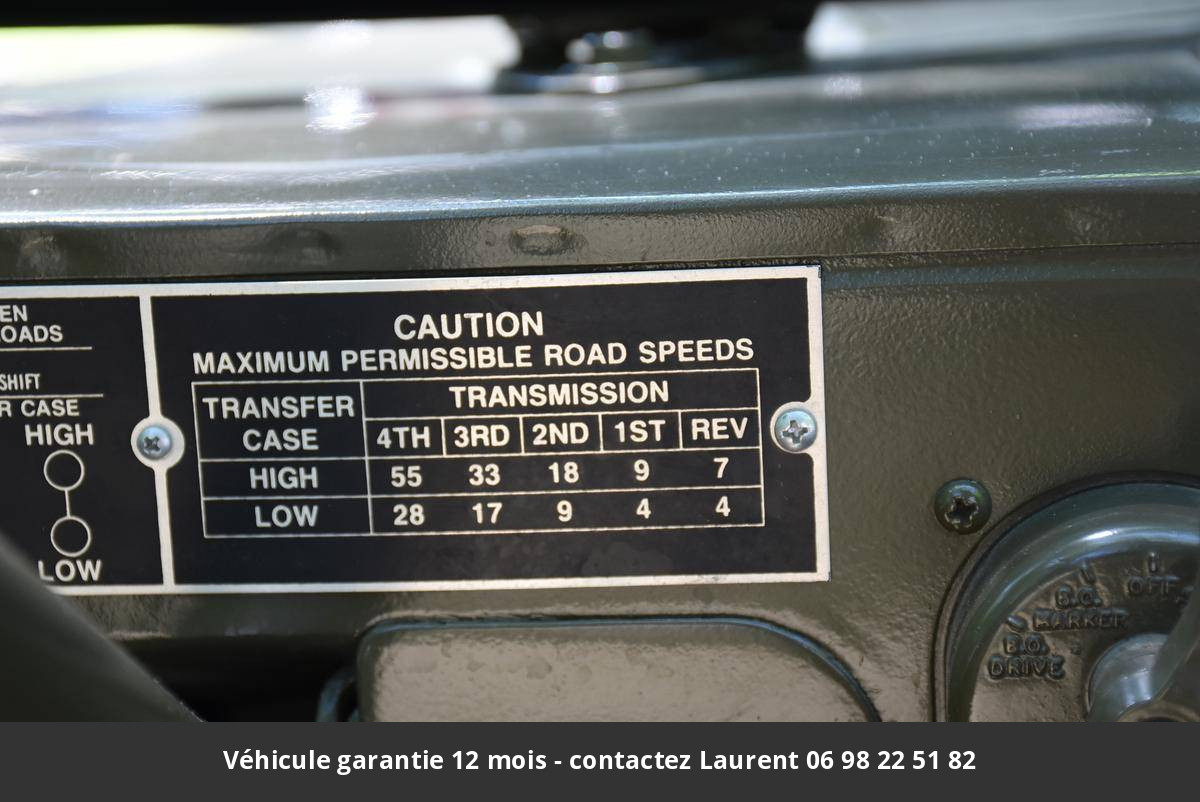 EN
OADS
SHIFT
R CASE
HIGH
LOW
CAUTION
MAXIMUM PERMISSIBLE ROAD SPEEDS
TRANSFER CASE TRANSMISSION
4TH 3RD 2ND 1ST REV
HIGH 55 33 18 9 7
LOW 28 17 9 4 4
OFF
B.O.
MARKER
B.O.
DRIVE
Véhicule garantie 12 mois - contactez Laurent 06 98 22 51 82